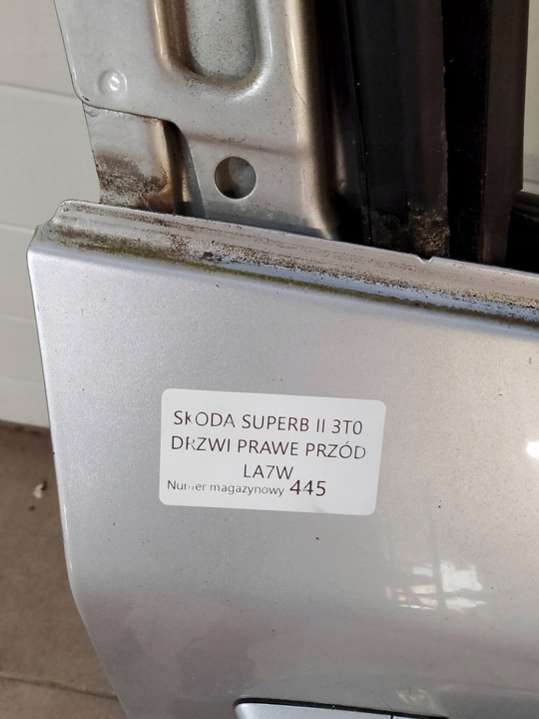 SKODA SUPERB II 3T0
DRZWI PRAWE PRZÓD
LA7W
Numer magazynowy 445